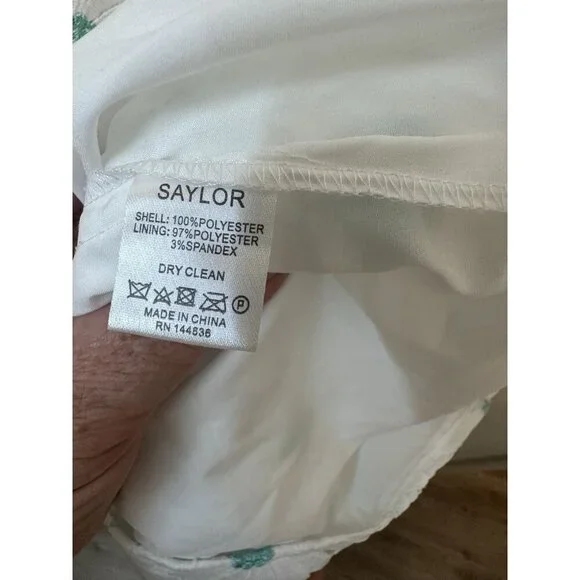 SAYLOR
SHELL: 100%POLYESTER
LINING: 97%POLYESTER
3%SPANDEX
DRY CLEAN
P
MADE IN CHINA
RN 144836